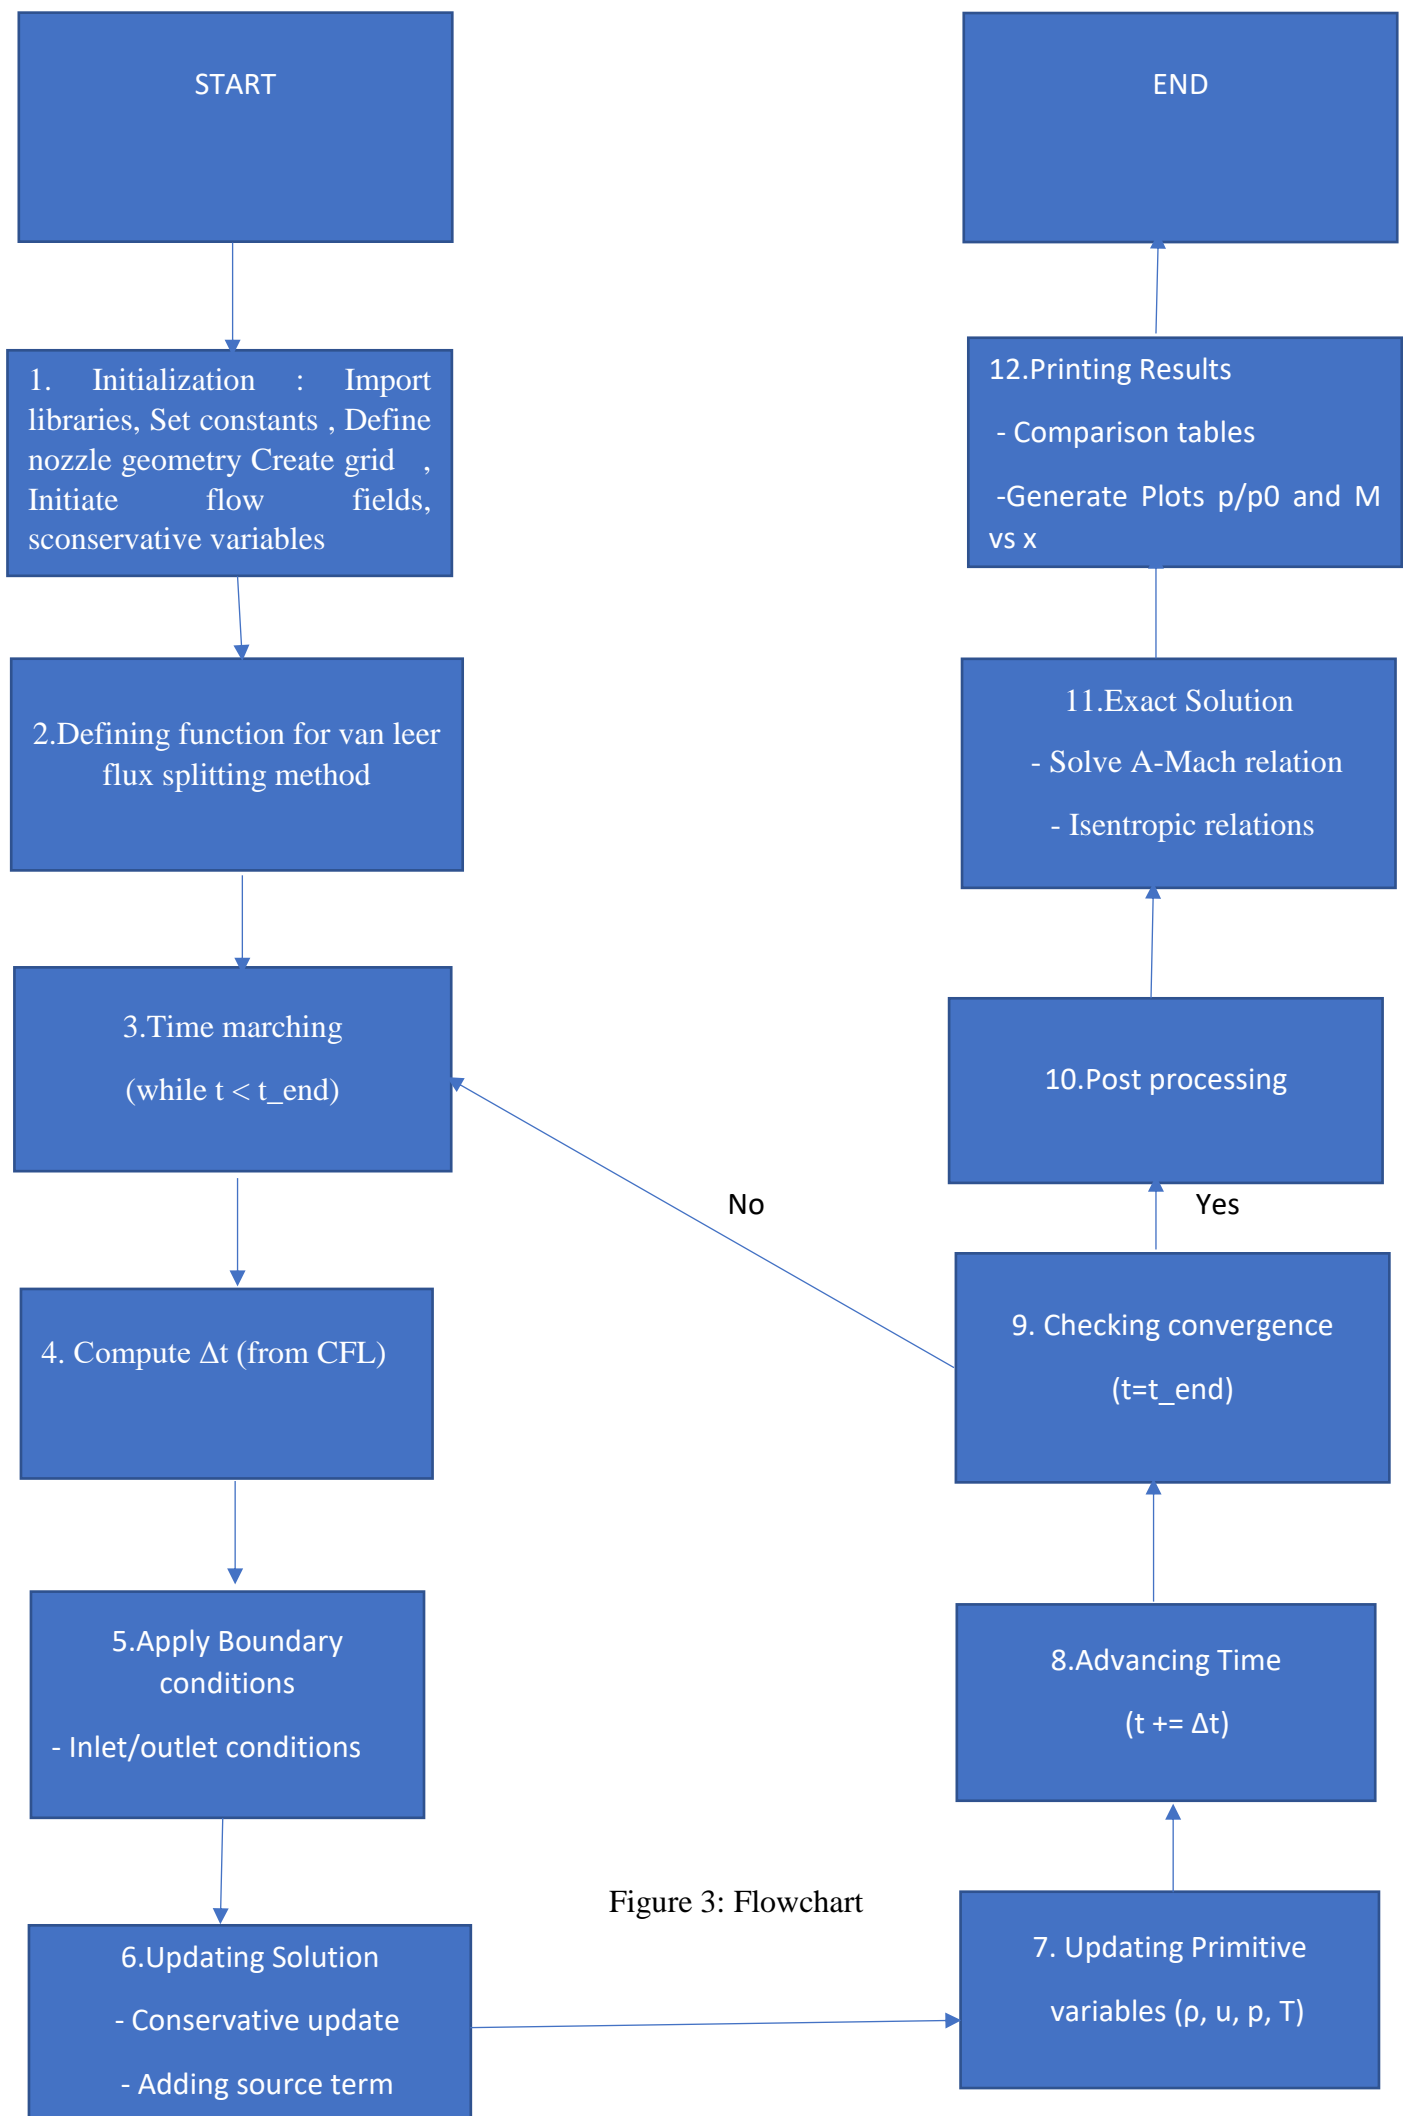 START
1. Initialization : Import
libraries, Set constants , Define
nozzle geometry Create grid ,
Initiate flow fields,
sconservative variables
2.Defining function for van leer
flux splitting method
3.Time marching
(while t < t_end)
4. Compute Δt (from CFL)
5.Apply Boundary
conditions
- Inlet/outlet conditions
6.Updating Solution
- Conservative update
- Adding source term
Figure 3: Flowchart
7. Updating Primitive
variables (ρ, u, p, T)
8.Advancing Time
(t += Δt)
9. Checking convergence
(t=t_end)
No
Yes
10.Post processing
11.Exact Solution
- Solve A-Mach relation
- Isentropic relations
12.Printing Results
- Comparison tables
-Generate Plots p/p0 and M
vs x
END